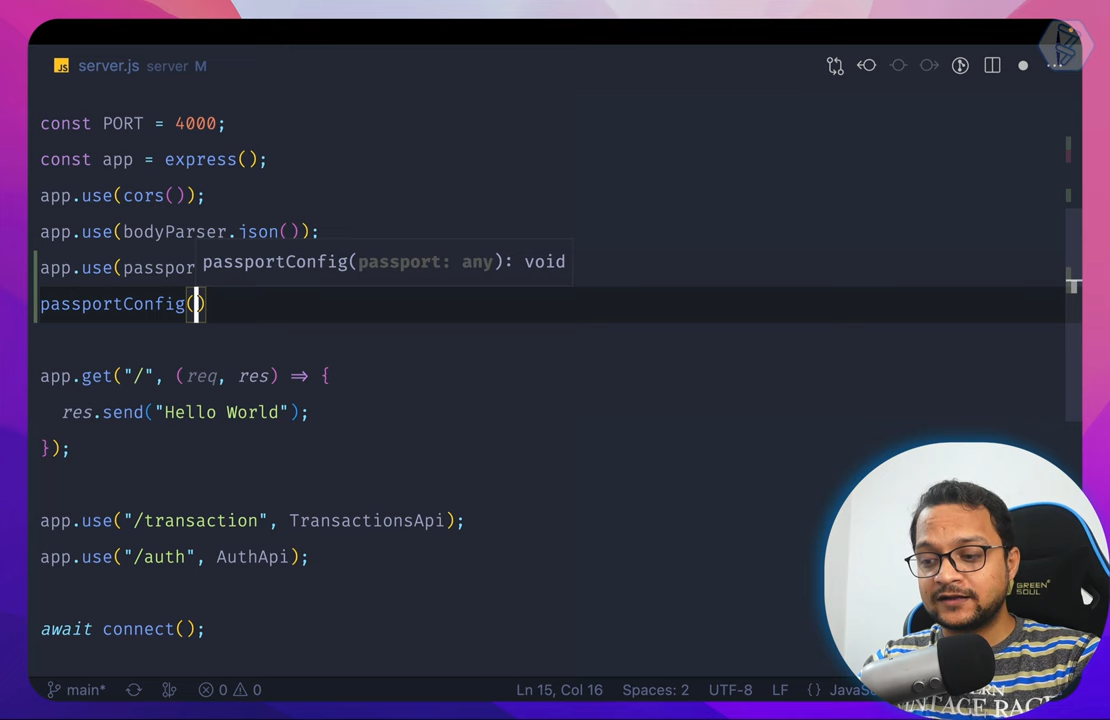 server.js server M
const PORT = 4000;
const app = express();
app.use(cors());
app.use(bodyParser.json());
app.use(passpor
passportConfig(passport: any): void
passportConfig()
app.get("/", (req, res) => {
res.send("Hello World");
});
app.use("/transaction", TransactionsApi);
app.use("/auth", AuthApi);
await connect();
main* 0 0 Ln 15, Col 16 Spaces: 2 UTF-8 LF {}
GREEN
SOUL